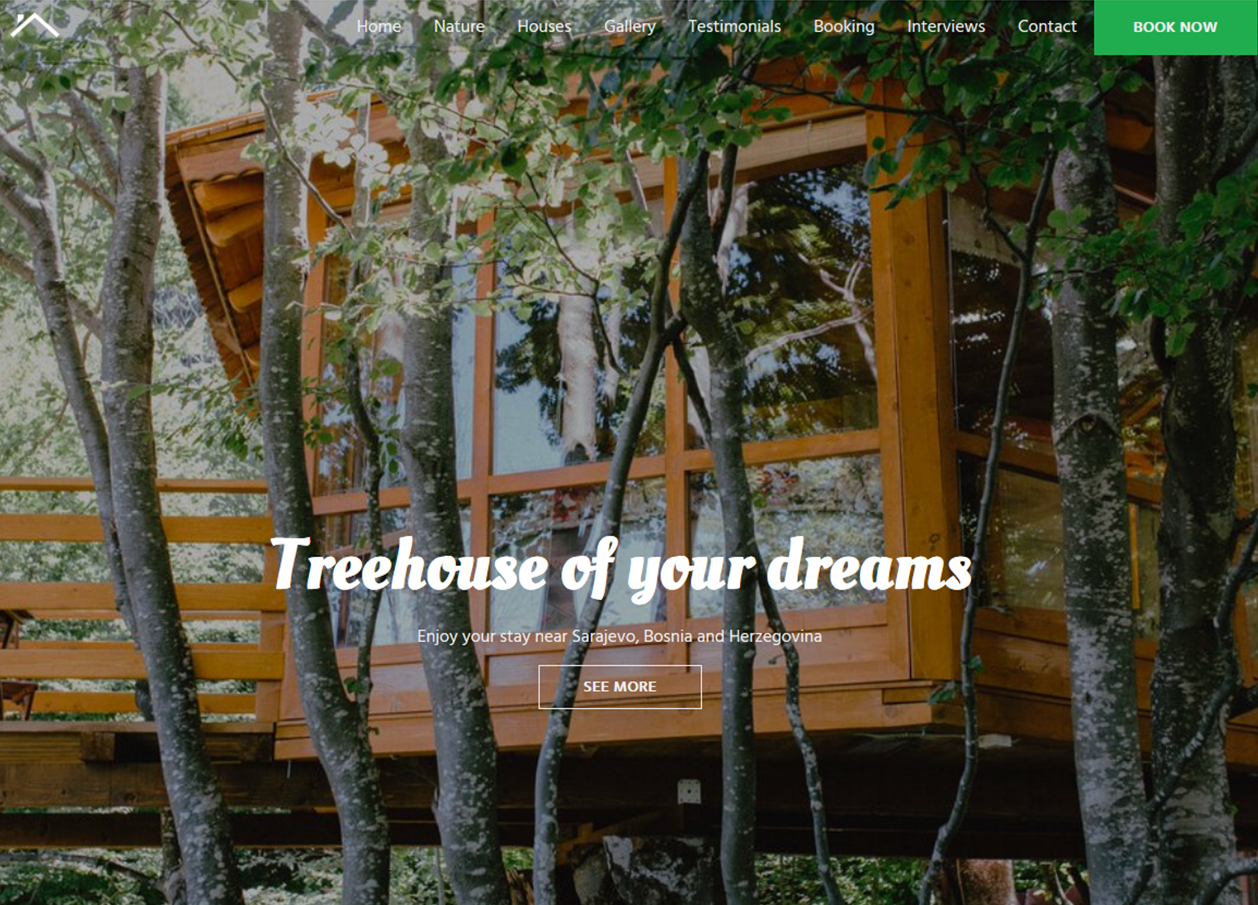 Home Nature Houses Gallery Testimonials Booking Interviews Contact BOOK NOW
Treehouse of your dreams
Enjoy your stay near Sarajevo, Bosnia and Herzegovina
SEE MORE